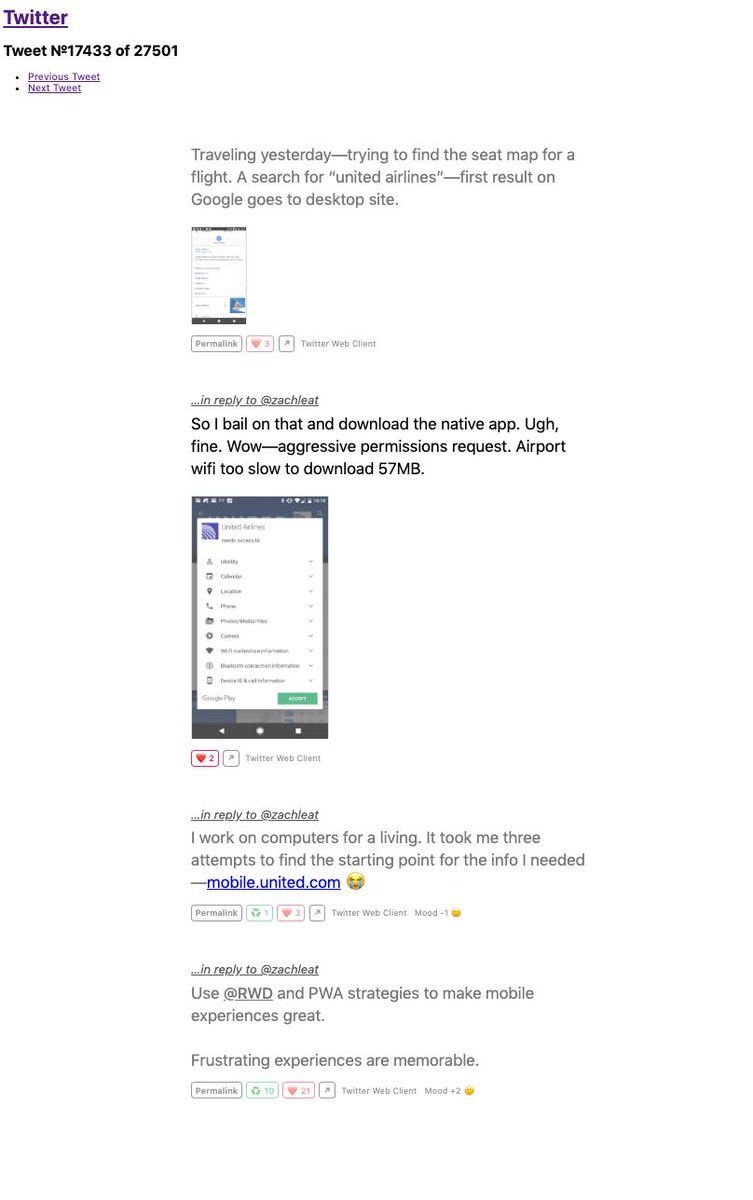 Twitter
Tweet №17433 of 27501
• Previous Tweet
• Next Tweet
Traveling yesterday—trying to find the seat map for a
flight. A search for “united airlines”—first result on
Google goes to desktop site.
Permalink ❤️ 3 ↗ Twitter Web Client
…in reply to @zachleat
So I bail on that and download the native app. Ugh,
fine. Wow—aggressive permissions request. Airport
wifi too slow to download 57MB.
United Airlines
needs access to
Identity
Calendar
Location
Phone
Photos/Media/Files
Camera
Wi-Fi connection information
Bluetooth connection information
Device ID & call information
Google Play ACCEPT
❤️ 2 ↗ Twitter Web Client
…in reply to @zachleat
I work on computers for a living. It took me three
attempts to find the starting point for the info I needed
—mobile.united.com 😭
Permalink ♻️ 1 ❤️ 3 ↗ Twitter Web Client Mood -1 🙁
…in reply to @zachleat
Use @RWD and PWA strategies to make mobile
experiences great.
Frustrating experiences are memorable.
Permalink ♻️ 10 ❤️ 21 ↗ Twitter Web Client Mood +2 🙂